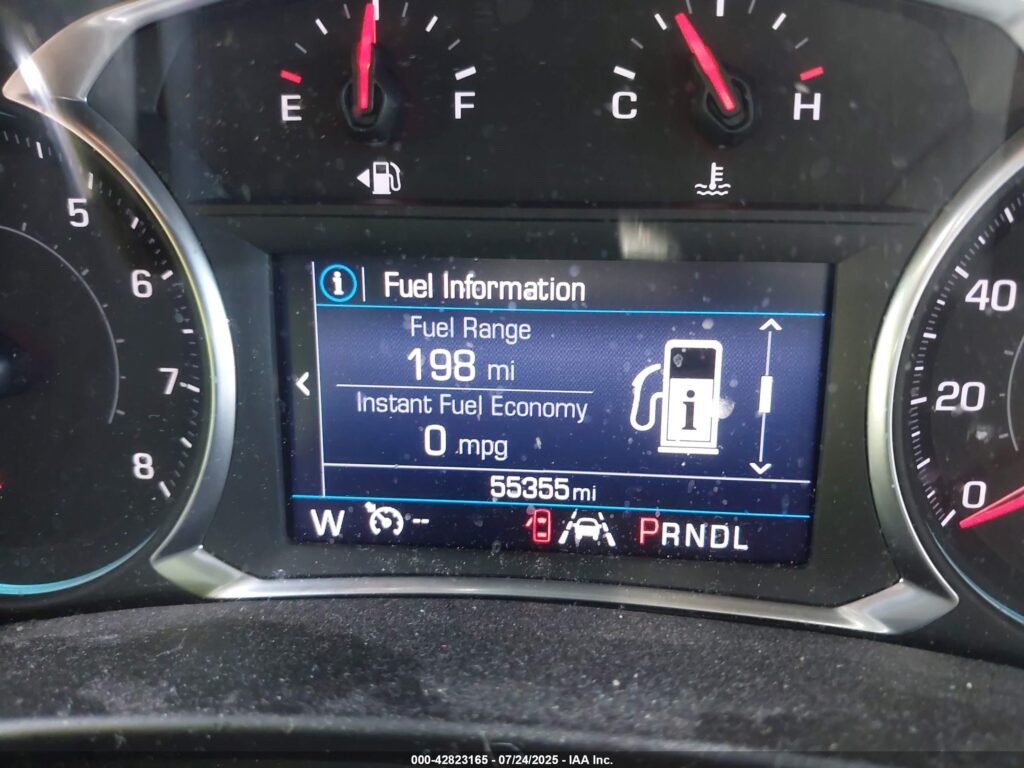 E F
C H
5
6
7
8
i Fuel Information
Fuel Range
198 mi
Instant Fuel Economy
0 mpg
i
55355 mi
W -- PRNDL
40
20
0
000-42823165 - 07/24/2025 - IAA Inc.